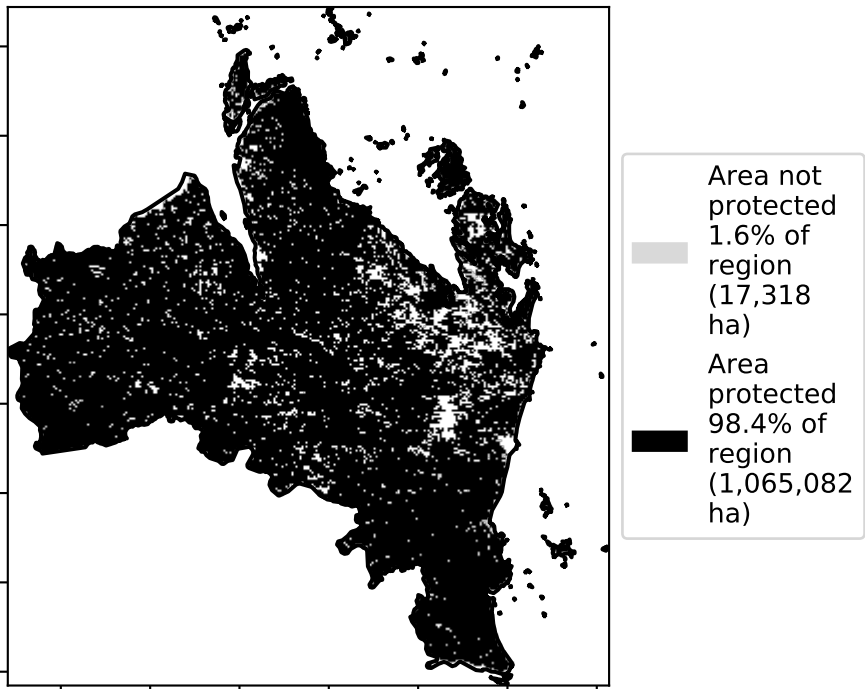 Area not
protected
1.6% of
region
(17,318
ha)
Area
protected
98.4% of
region
(1,065,082
ha)